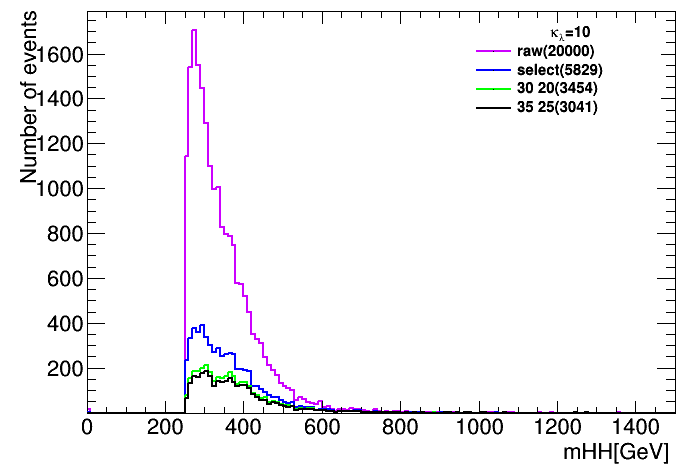 κλ=10
raw(20000)
select(5829)
30 20(3454)
35 25(3041)
Number of events
1600
1400
1200
1000
800
600
400
200
0 200 400 600 800 1000 1200 1400
mHH[GeV]